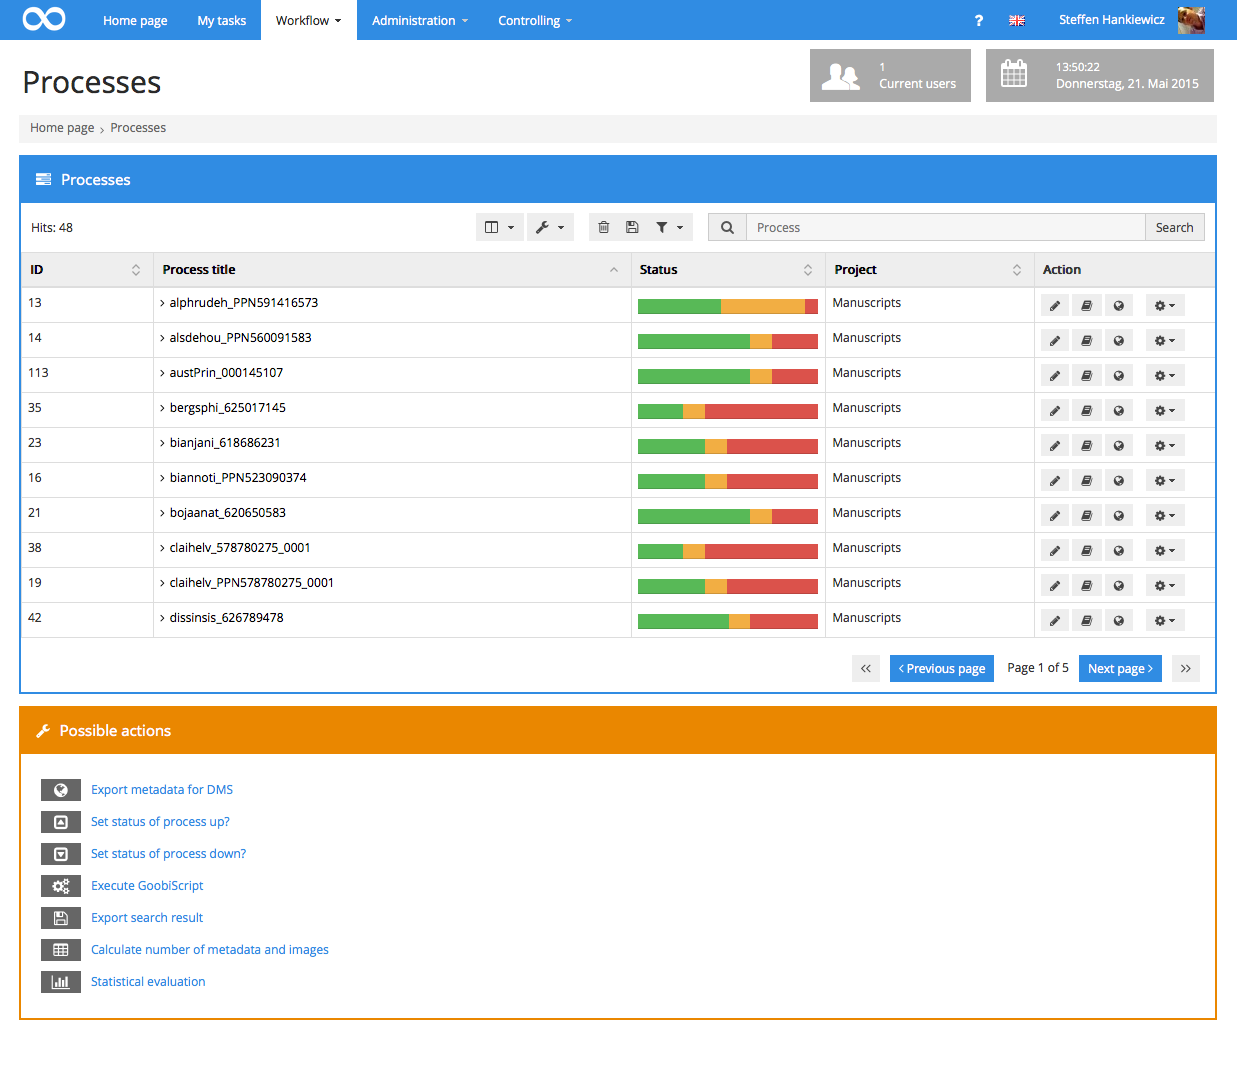 Home page My tasks Workflow Administration Controlling ? Steffen Hankiewicz
Processes
1
Current users
13:50:22
Donnerstag, 21. Mai 2015
Home page › Processes
Processes
Hits: 48
Process Search
ID Process title Status Project Action
13 alphrudeh_PPN591416573 Manuscripts
14 alsdehou_PPN560091583 Manuscripts
113 austPrin_000145107 Manuscripts
35 bergsphi_625017145 Manuscripts
23 bianjani_618686231 Manuscripts
16 biannoti_PPN523090374 Manuscripts
21 bojaanat_620650583 Manuscripts
38 claihelv_578780275_0001 Manuscripts
19 claihelv_PPN578780275_0001 Manuscripts
42 dissinsis_626789478 Manuscripts
<< ‹ Previous page Page 1 of 5 Next page › >>
Possible actions
Export metadata for DMS
Set status of process up?
Set status of process down?
Execute GoobiScript
Export search result
Calculate number of metadata and images
Statistical evaluation